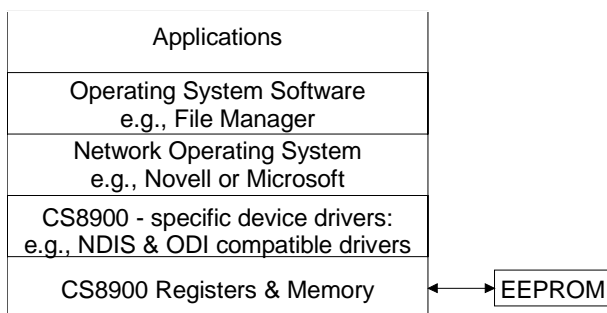 Applications
Operating System Software
e.g., File Manager
Network Operating System
e.g., Novell or Microsoft
CS8900 - specific device drivers:
e.g., NDIS & ODI compatible drivers
CS8900 Registers & Memory
EEPROM